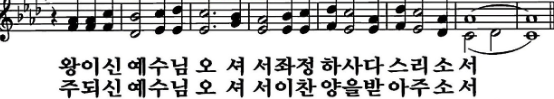 왕이신 예수님 오 셔 서좌정 하사다 스리소 서
주되신 예수님 오 셔 서이찬 양을받 아주소 서